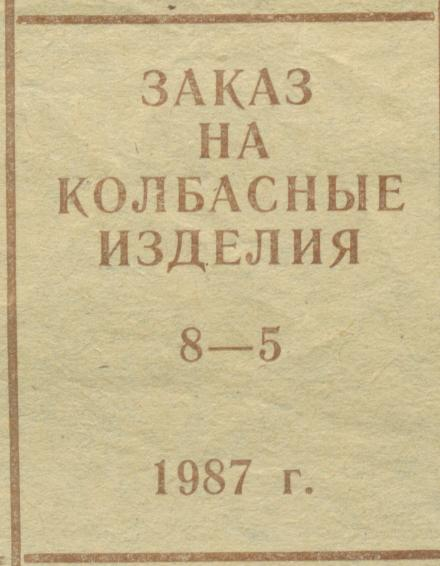 ЗАКАЗ
НА
КОЛБАСНЫЕ
ИЗДЕЛИЯ
8—5
1987 г.